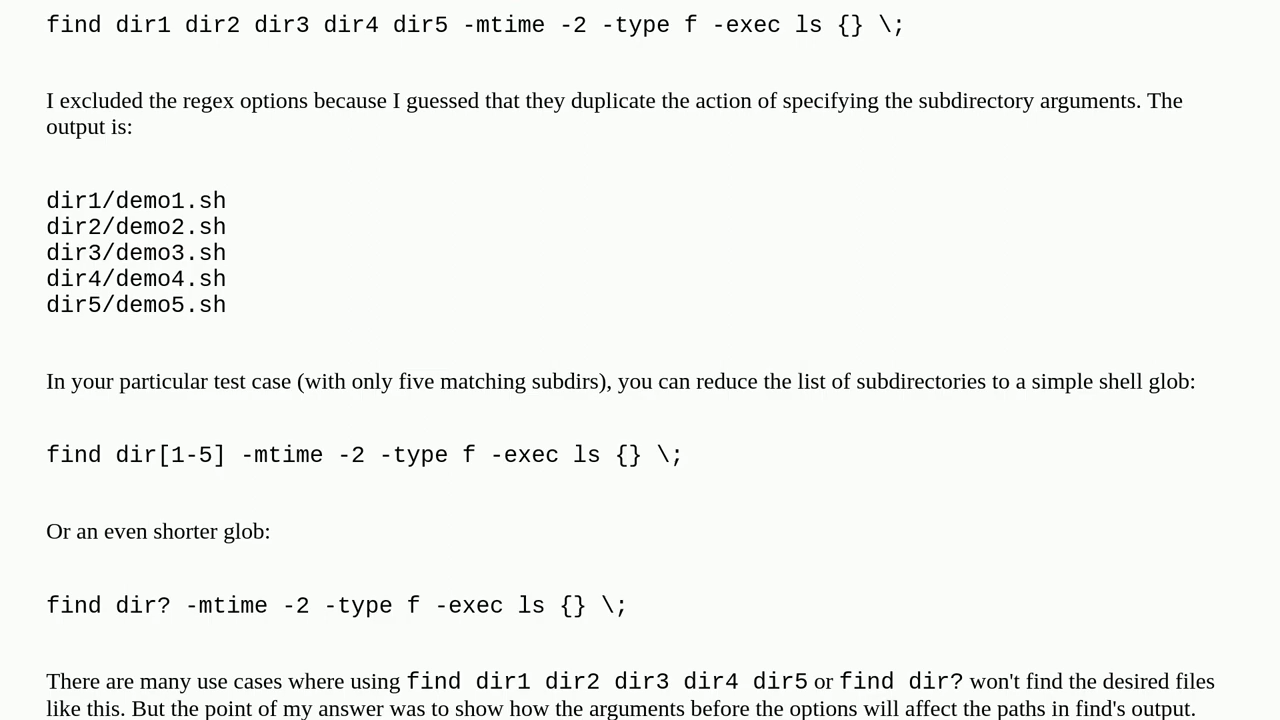 find dir1 dir2 dir3 dir4 dir5 -mtime -2 -type f -exec ls {} \;
I excluded the regex options because I guessed that they duplicate the action of specifying the subdirectory arguments. The
output is:
dir1/demo1.sh
dir2/demo2.sh
dir3/demo3.sh
dir4/demo4.sh
dir5/demo5.sh
In your particular test case (with only five matching subdirs), you can reduce the list of subdirectories to a simple shell glob:
find dir[1-5] -mtime -2 -type f -exec ls {} \;
Or an even shorter glob:
find dir? -mtime -2 -type f -exec ls {} \;
There are many use cases where using find dir1 dir2 dir3 dir4 dir5 or find dir? won't find the desired files
like this. But the point of my answer was to show how the arguments before the options will affect the paths in find's output.